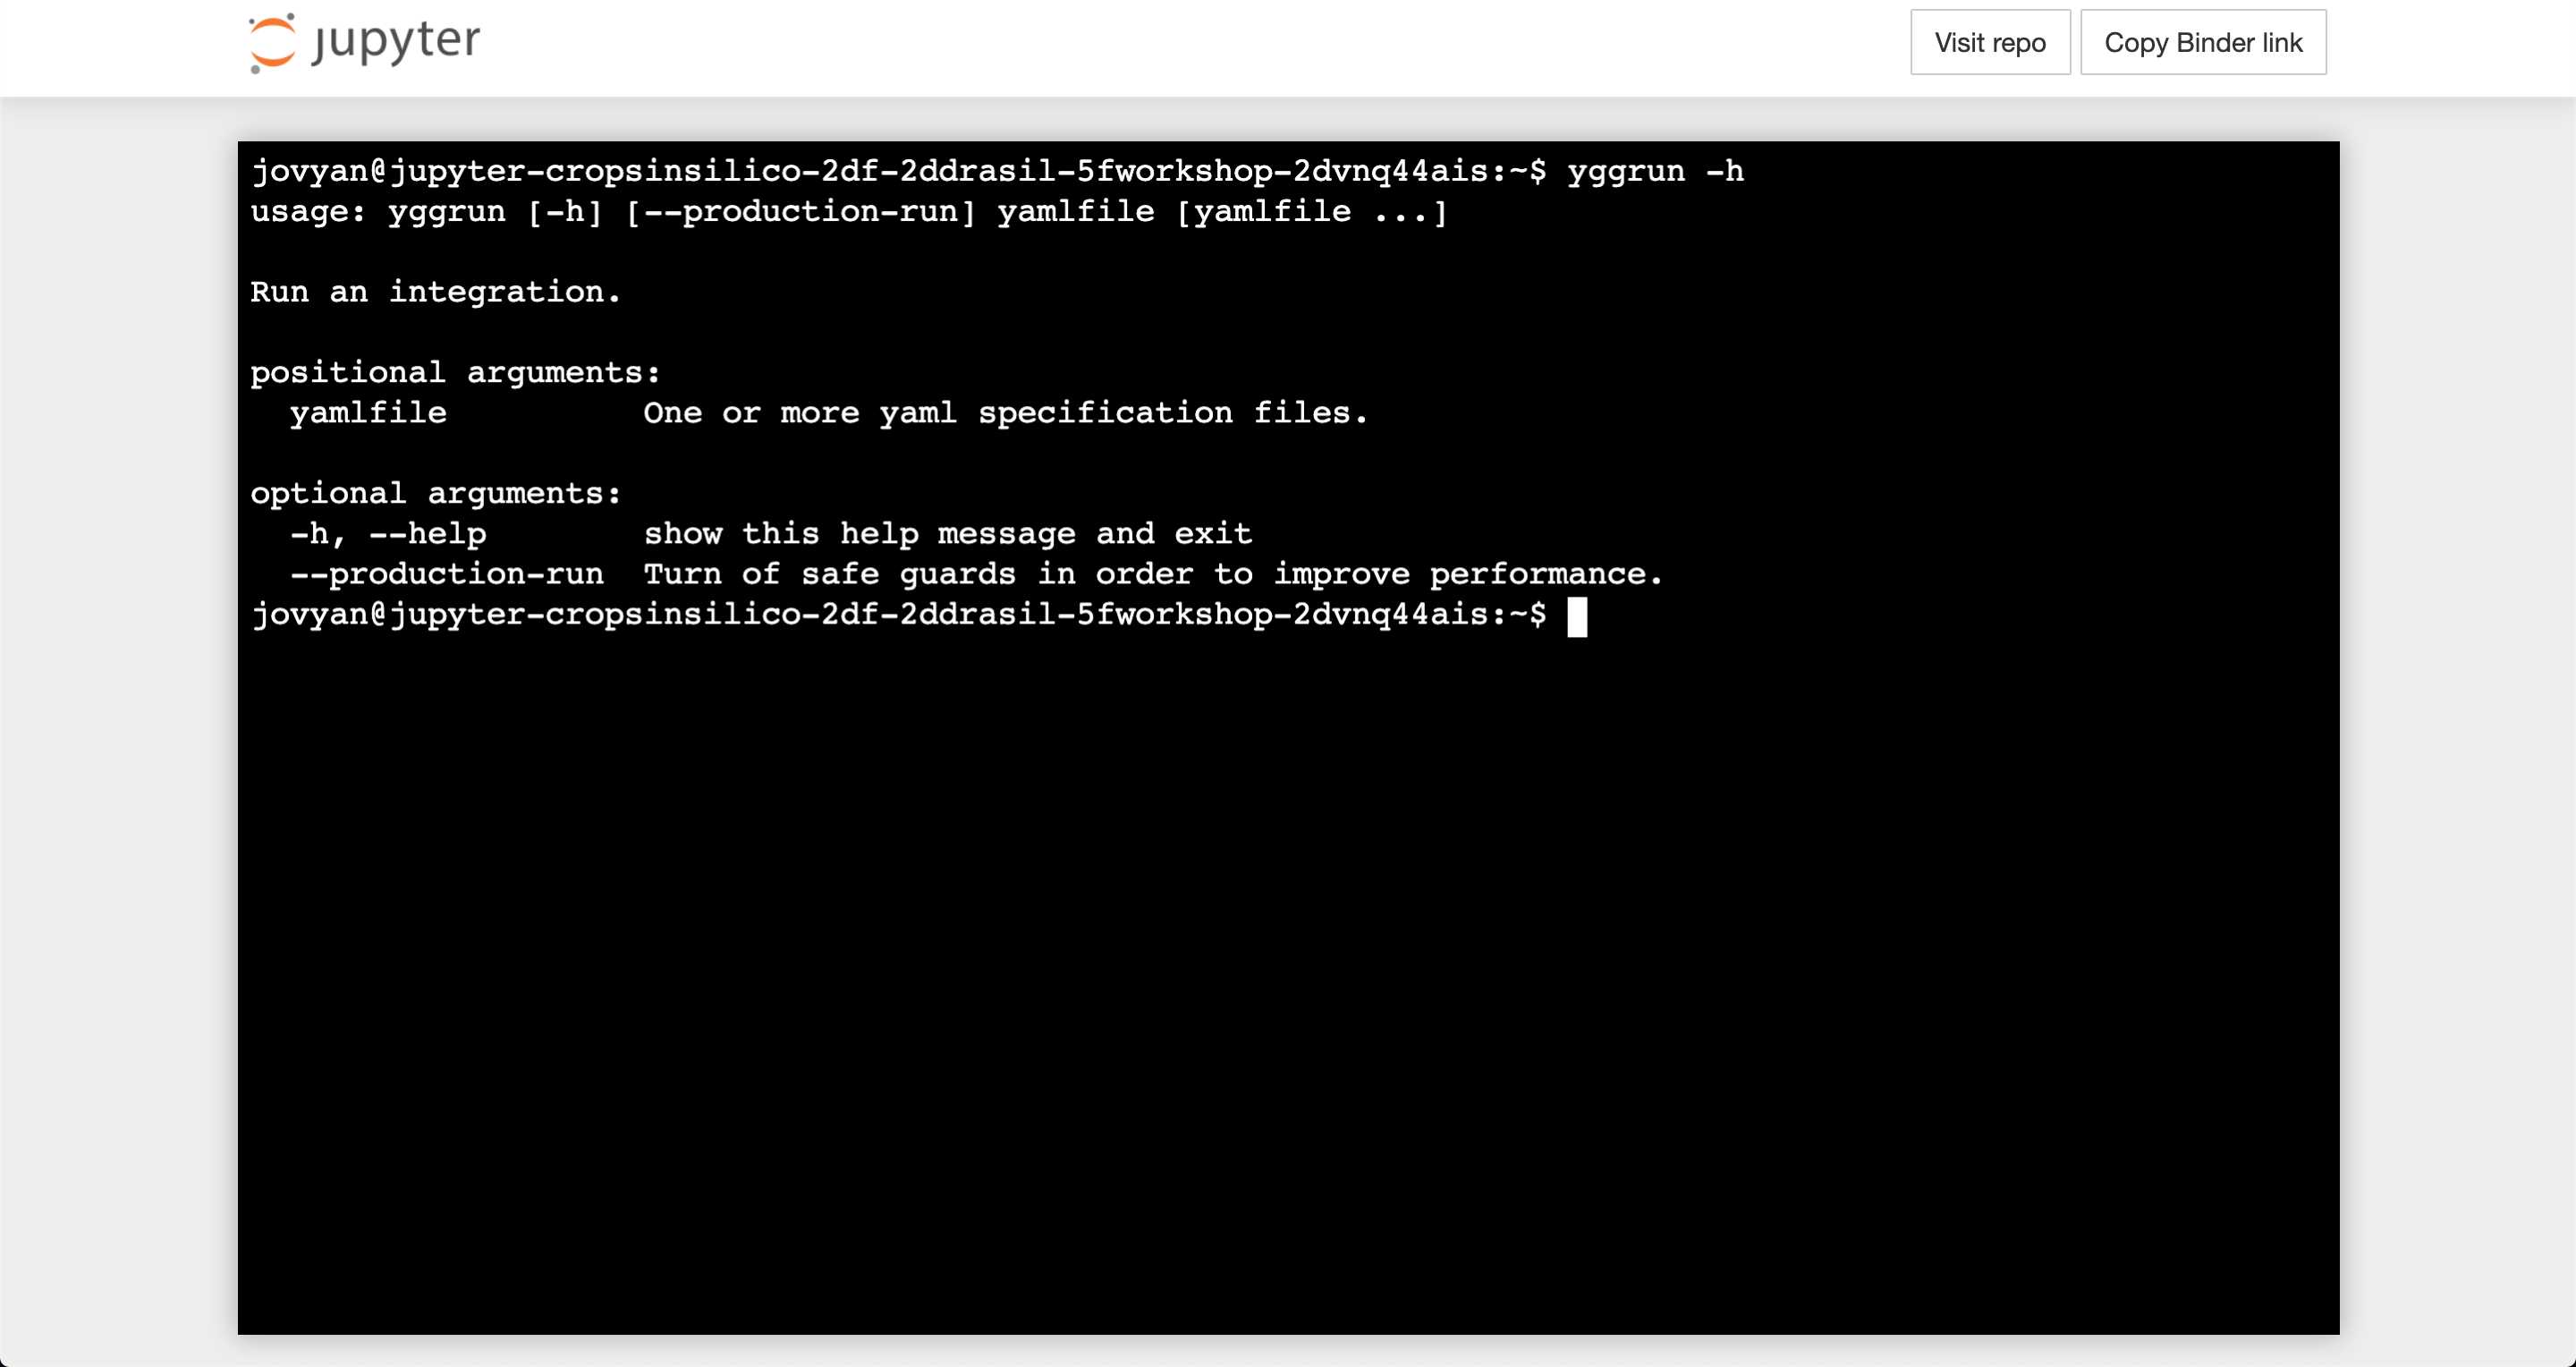 jupyter
Visit repo
Copy Binder link
jovyan@jupyter-cropsinsilico-2df-2ddrasil-5fworkshop-2dvnq44ais:~$ yggrun -h
usage: yggrun [-h] [--production-run] yamlfile [yamlfile ...]
Run an integration.
positional arguments:
  yamlfile          One or more yaml specification files.
optional arguments:
  -h, --help        show this help message and exit
  --production-run  Turn of safe guards in order to improve performance.
jovyan@jupyter-cropsinsilico-2df-2ddrasil-5fworkshop-2dvnq44ais:~$